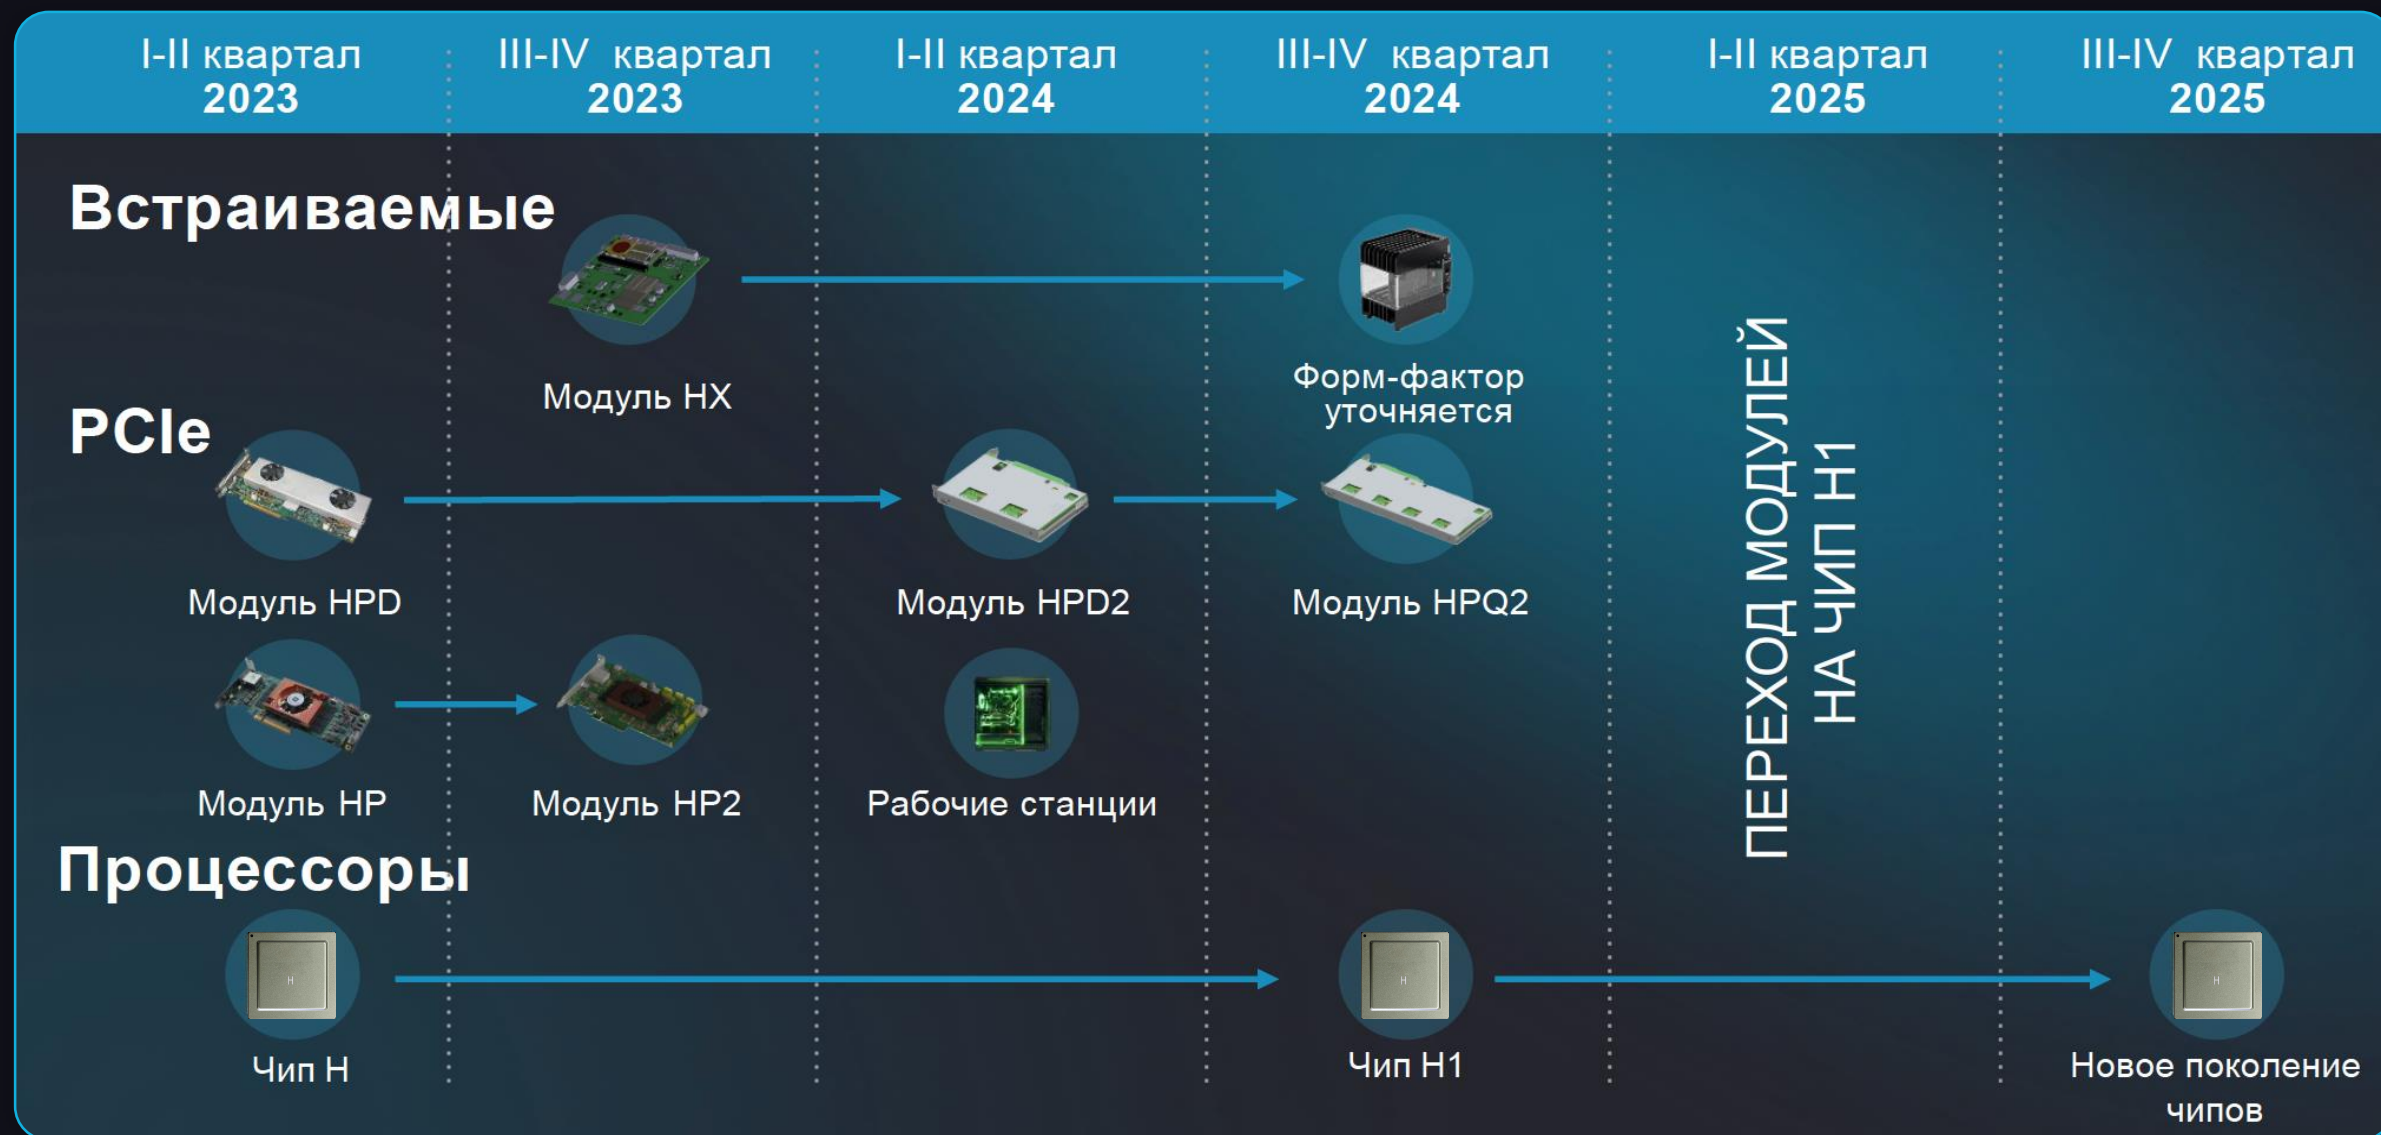 I-II квартал
2023
III-IV квартал
2023
I-II квартал
2024
III-IV квартал
2024
I-II квартал
2025
III-IV квартал
2025
Встраиваемые
Модуль HX
Форм-фактор
уточняется
PCIe
Модуль HPD
Модуль HPD2
Модуль HPQ2
Модуль HP
Модуль HP2
Рабочие станции
ПЕРЕХОД МОДУЛЕЙ
НА ЧИП H1
Процессоры
H
H
H
Чип H
Чип H1
Новое поколение
чипов